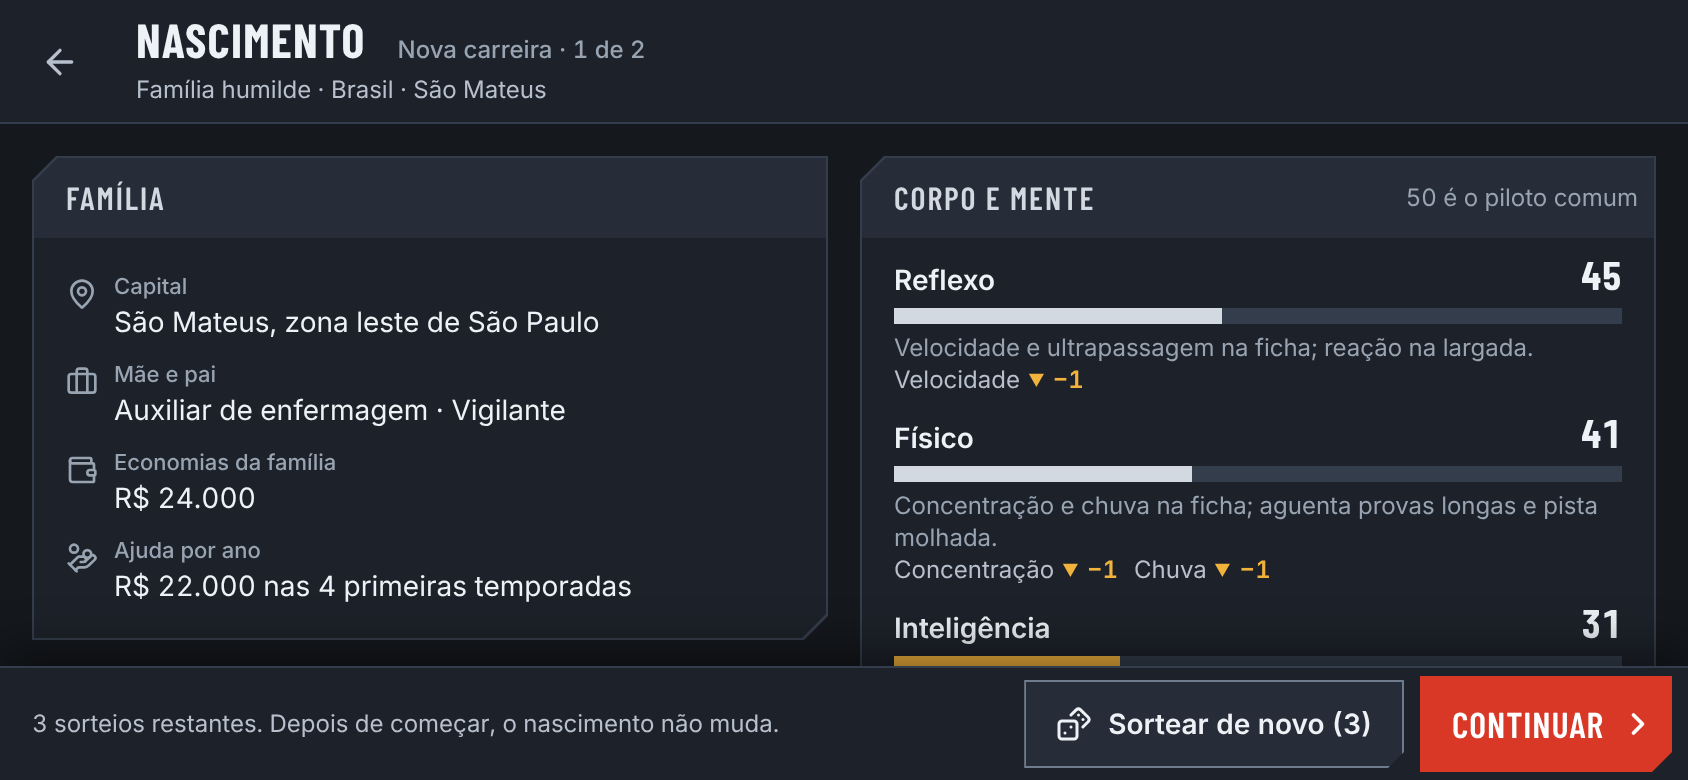 NASCIMENTO
Nova carreira · 1 de 2
Família humilde · Brasil · São Mateus
FAMÍLIA
Capital
São Mateus, zona leste de São Paulo
Mãe e pai
Auxiliar de enfermagem · Vigilante
Economias da família
R$ 24.000
Ajuda por ano
R$ 22.000 nas 4 primeiras temporadas
CORPO E MENTE
50 é o piloto comum
Reflexo 45
Velocidade e ultrapassagem na ficha; reação na largada.
Velocidade ▼ −1
Físico 41
Concentração e chuva na ficha; aguenta provas longas e pista
molhada.
Concentração ▼ −1 Chuva ▼ −1
Inteligência 31
3 sorteios restantes. Depois de começar, o nascimento não muda.
Sortear de novo (3)
CONTINUAR